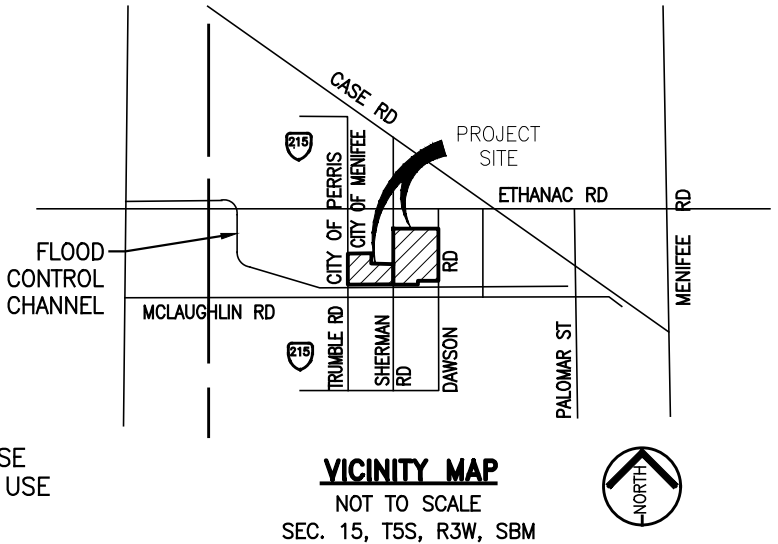 CASE RD
215
PROJECT
SITE
CITY OF PERRIS
CITY OF MENIFEE
ETHANAC RD
FLOOD
CONTROL
CHANNEL
RD
MENIFEE RD
MCLAUGHLIN RD
215
TRUMBLE RD
SHERMAN
RD
DAWSON
PALOMAR ST
SE
USE
VICINITY MAP
NOT TO SCALE
SEC. 15, T5S, R3W, SBM
NORTH